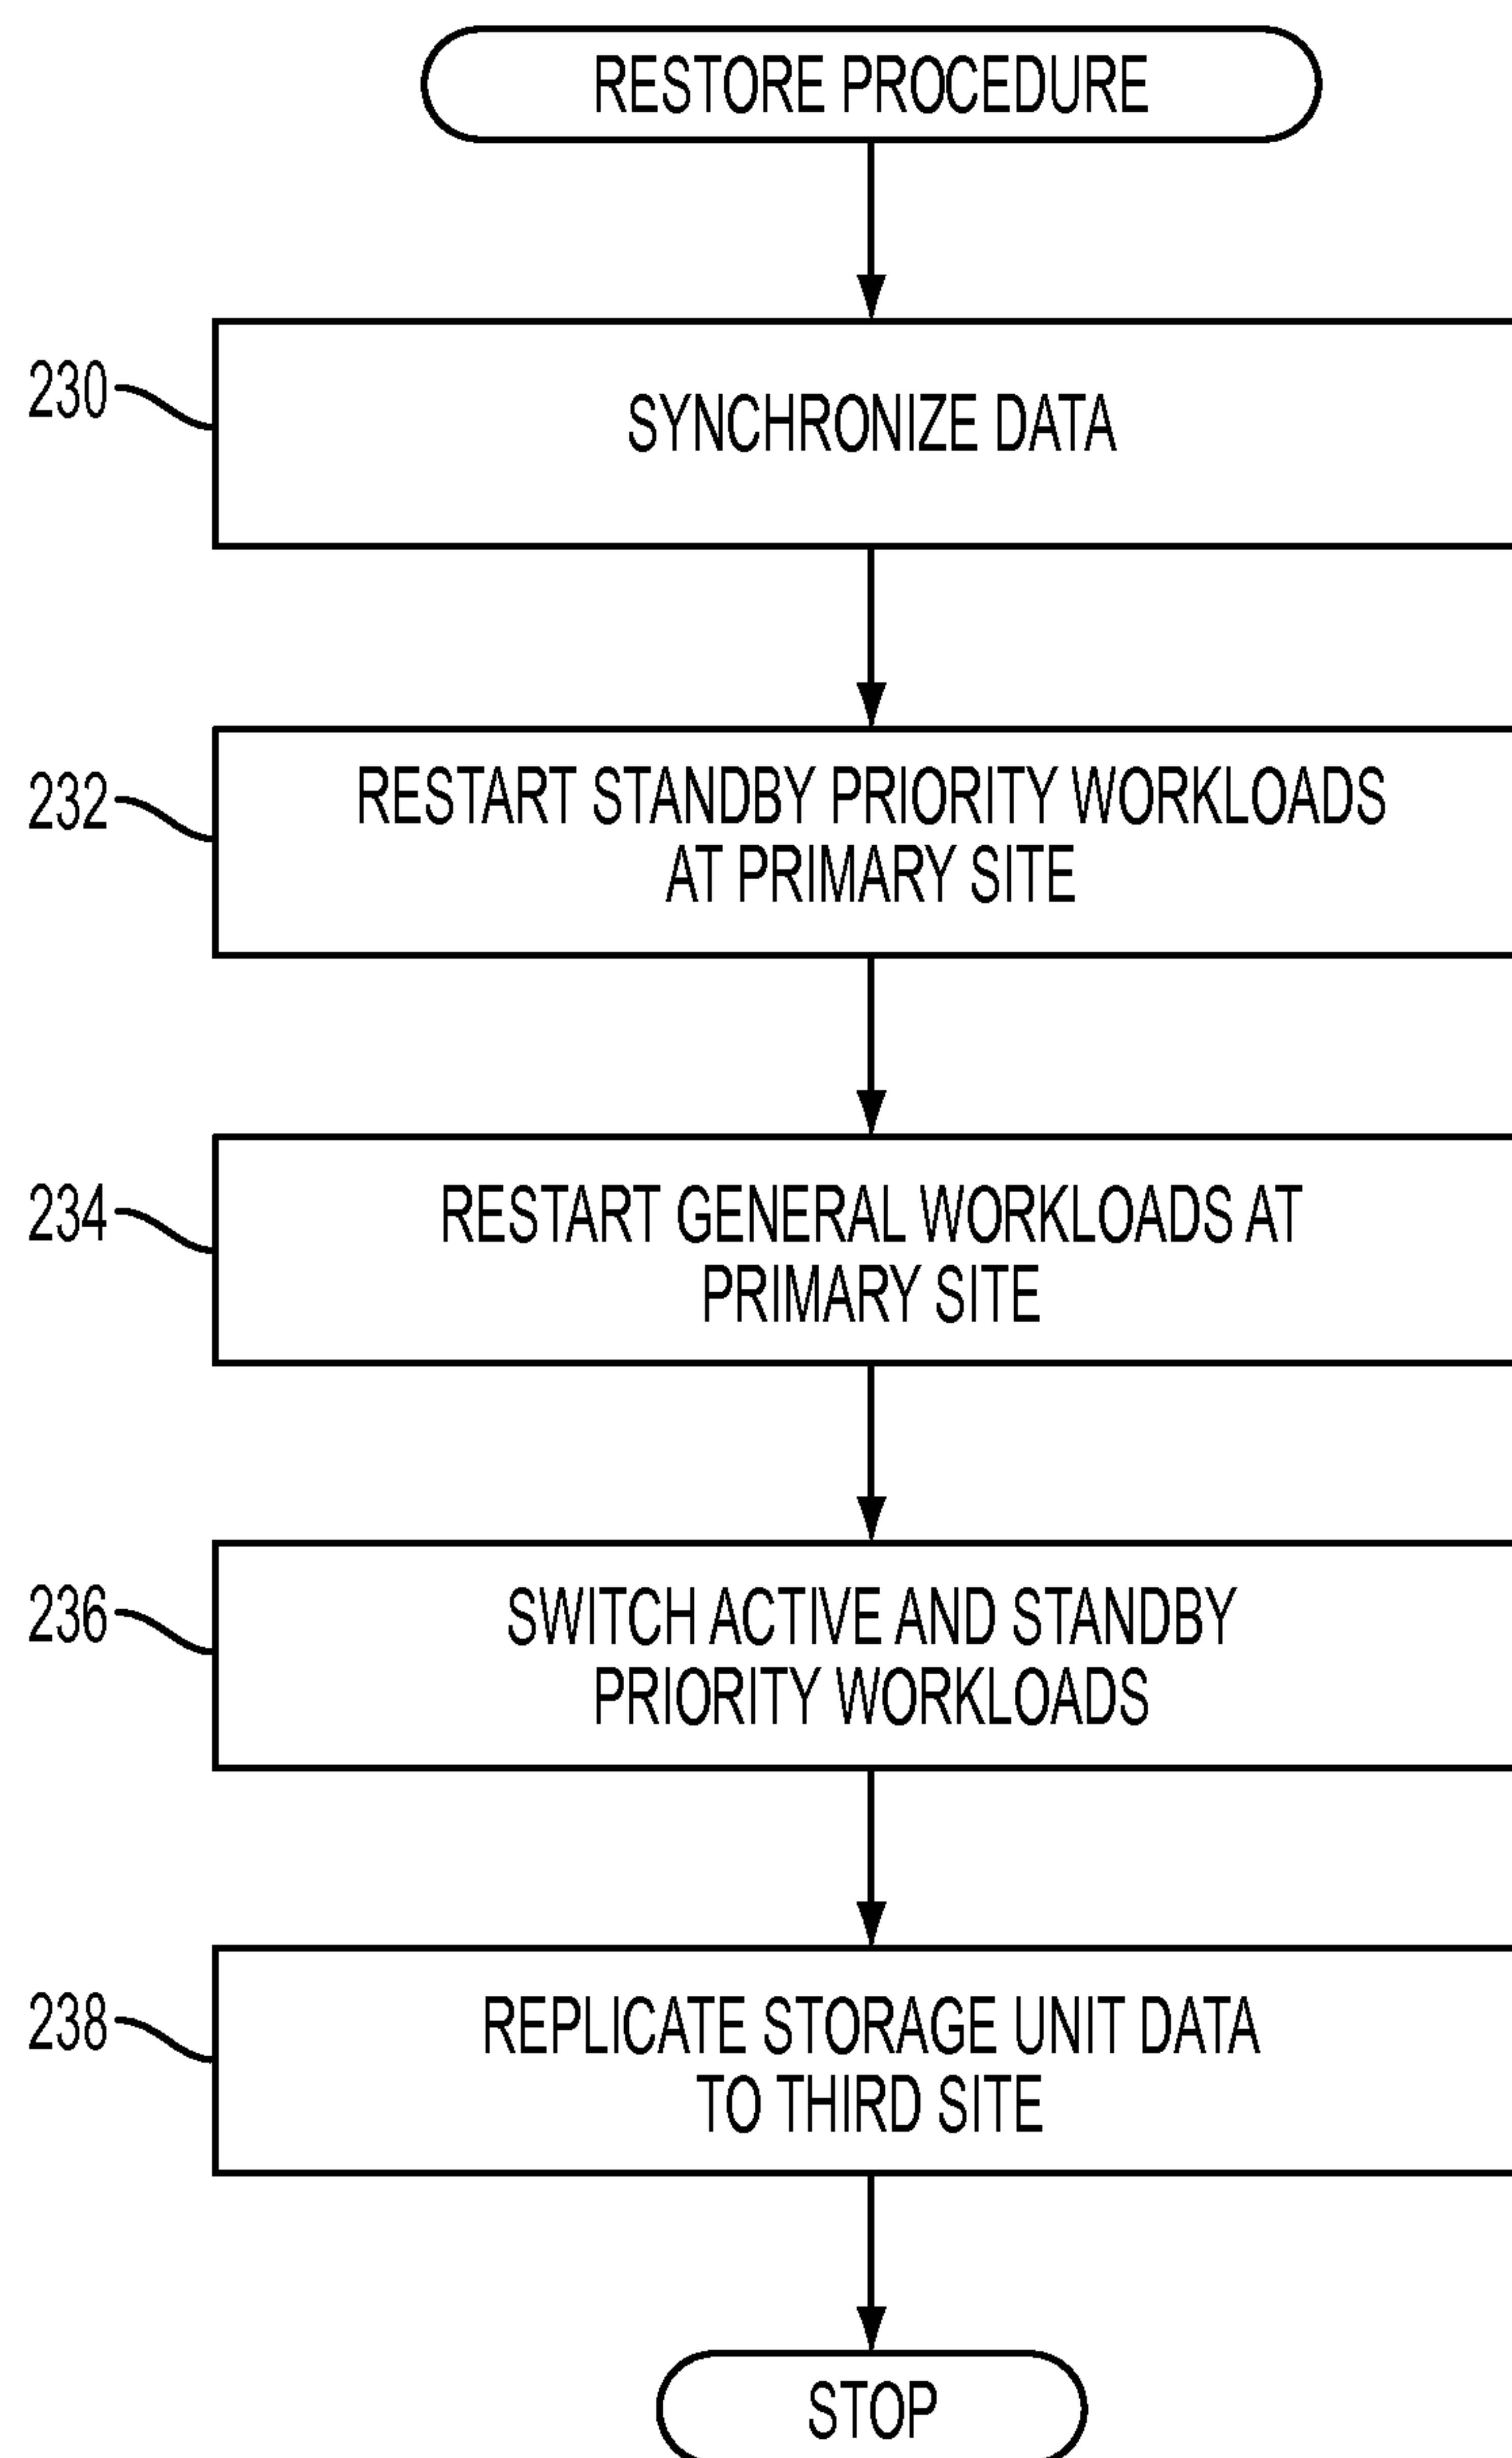 RESTORE PROCEDURE
230
SYNCHRONIZE DATA
232
RESTART STANDBY PRIORITY WORKLOADS
AT PRIMARY SITE
234
RESTART GENERAL WORKLOADS AT
PRIMARY SITE
236
SWITCH ACTIVE AND STANDBY
PRIORITY WORKLOADS
238
REPLICATE STORAGE UNIT DATA
TO THIRD SITE
STOP